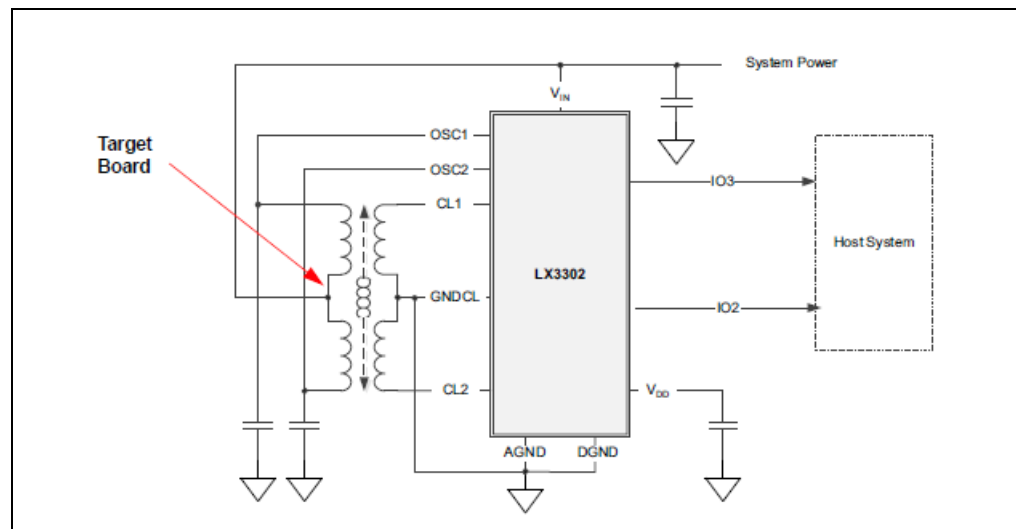 System Power
VIN
OSC1
Target
Board
OSC2
IO3
CL1
Host System
LX3302
GNDCL
IO2
CL2
VDD
AGND
DGND